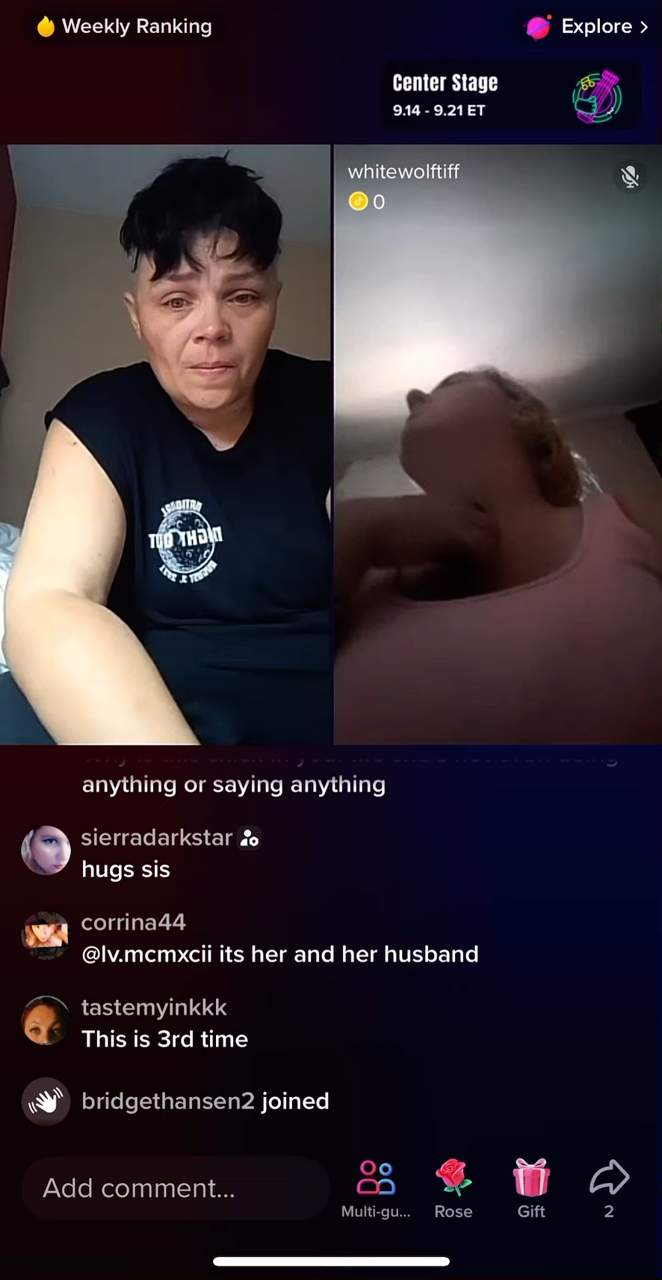 Weekly Ranking
Explore >
Center Stage
9.14 - 9.21 ET
whitewolftiff
0
anything or saying anything
sierradarkstar
hugs sis
corrina44
@lv.mcmxcii its her and her husband
tastemyinkkk
This is 3rd time
bridgethansen2 joined
Add comment...
Multi-gu...
Rose
Gift
2